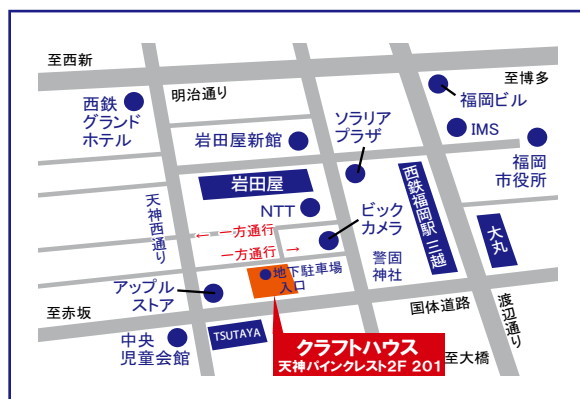 至西新
明治通り
至博多
西鉄
グランド
ホテル
福岡ビル
ソラリア
プラザ
IMS
岩田屋新館
福岡
市役所
岩田屋
西鉄福岡駅 三越
天神西通り
NTT
ビック
カメラ
大丸
← 一方通行
一方通行 →
警固
神社
地下駐車場
入口
アップル
ストア
至赤坂
国体道路
渡辺通り
中央
児童会館
TSUTAYA
クラフトハウス
天神パインクレスト2F 201
至大橋